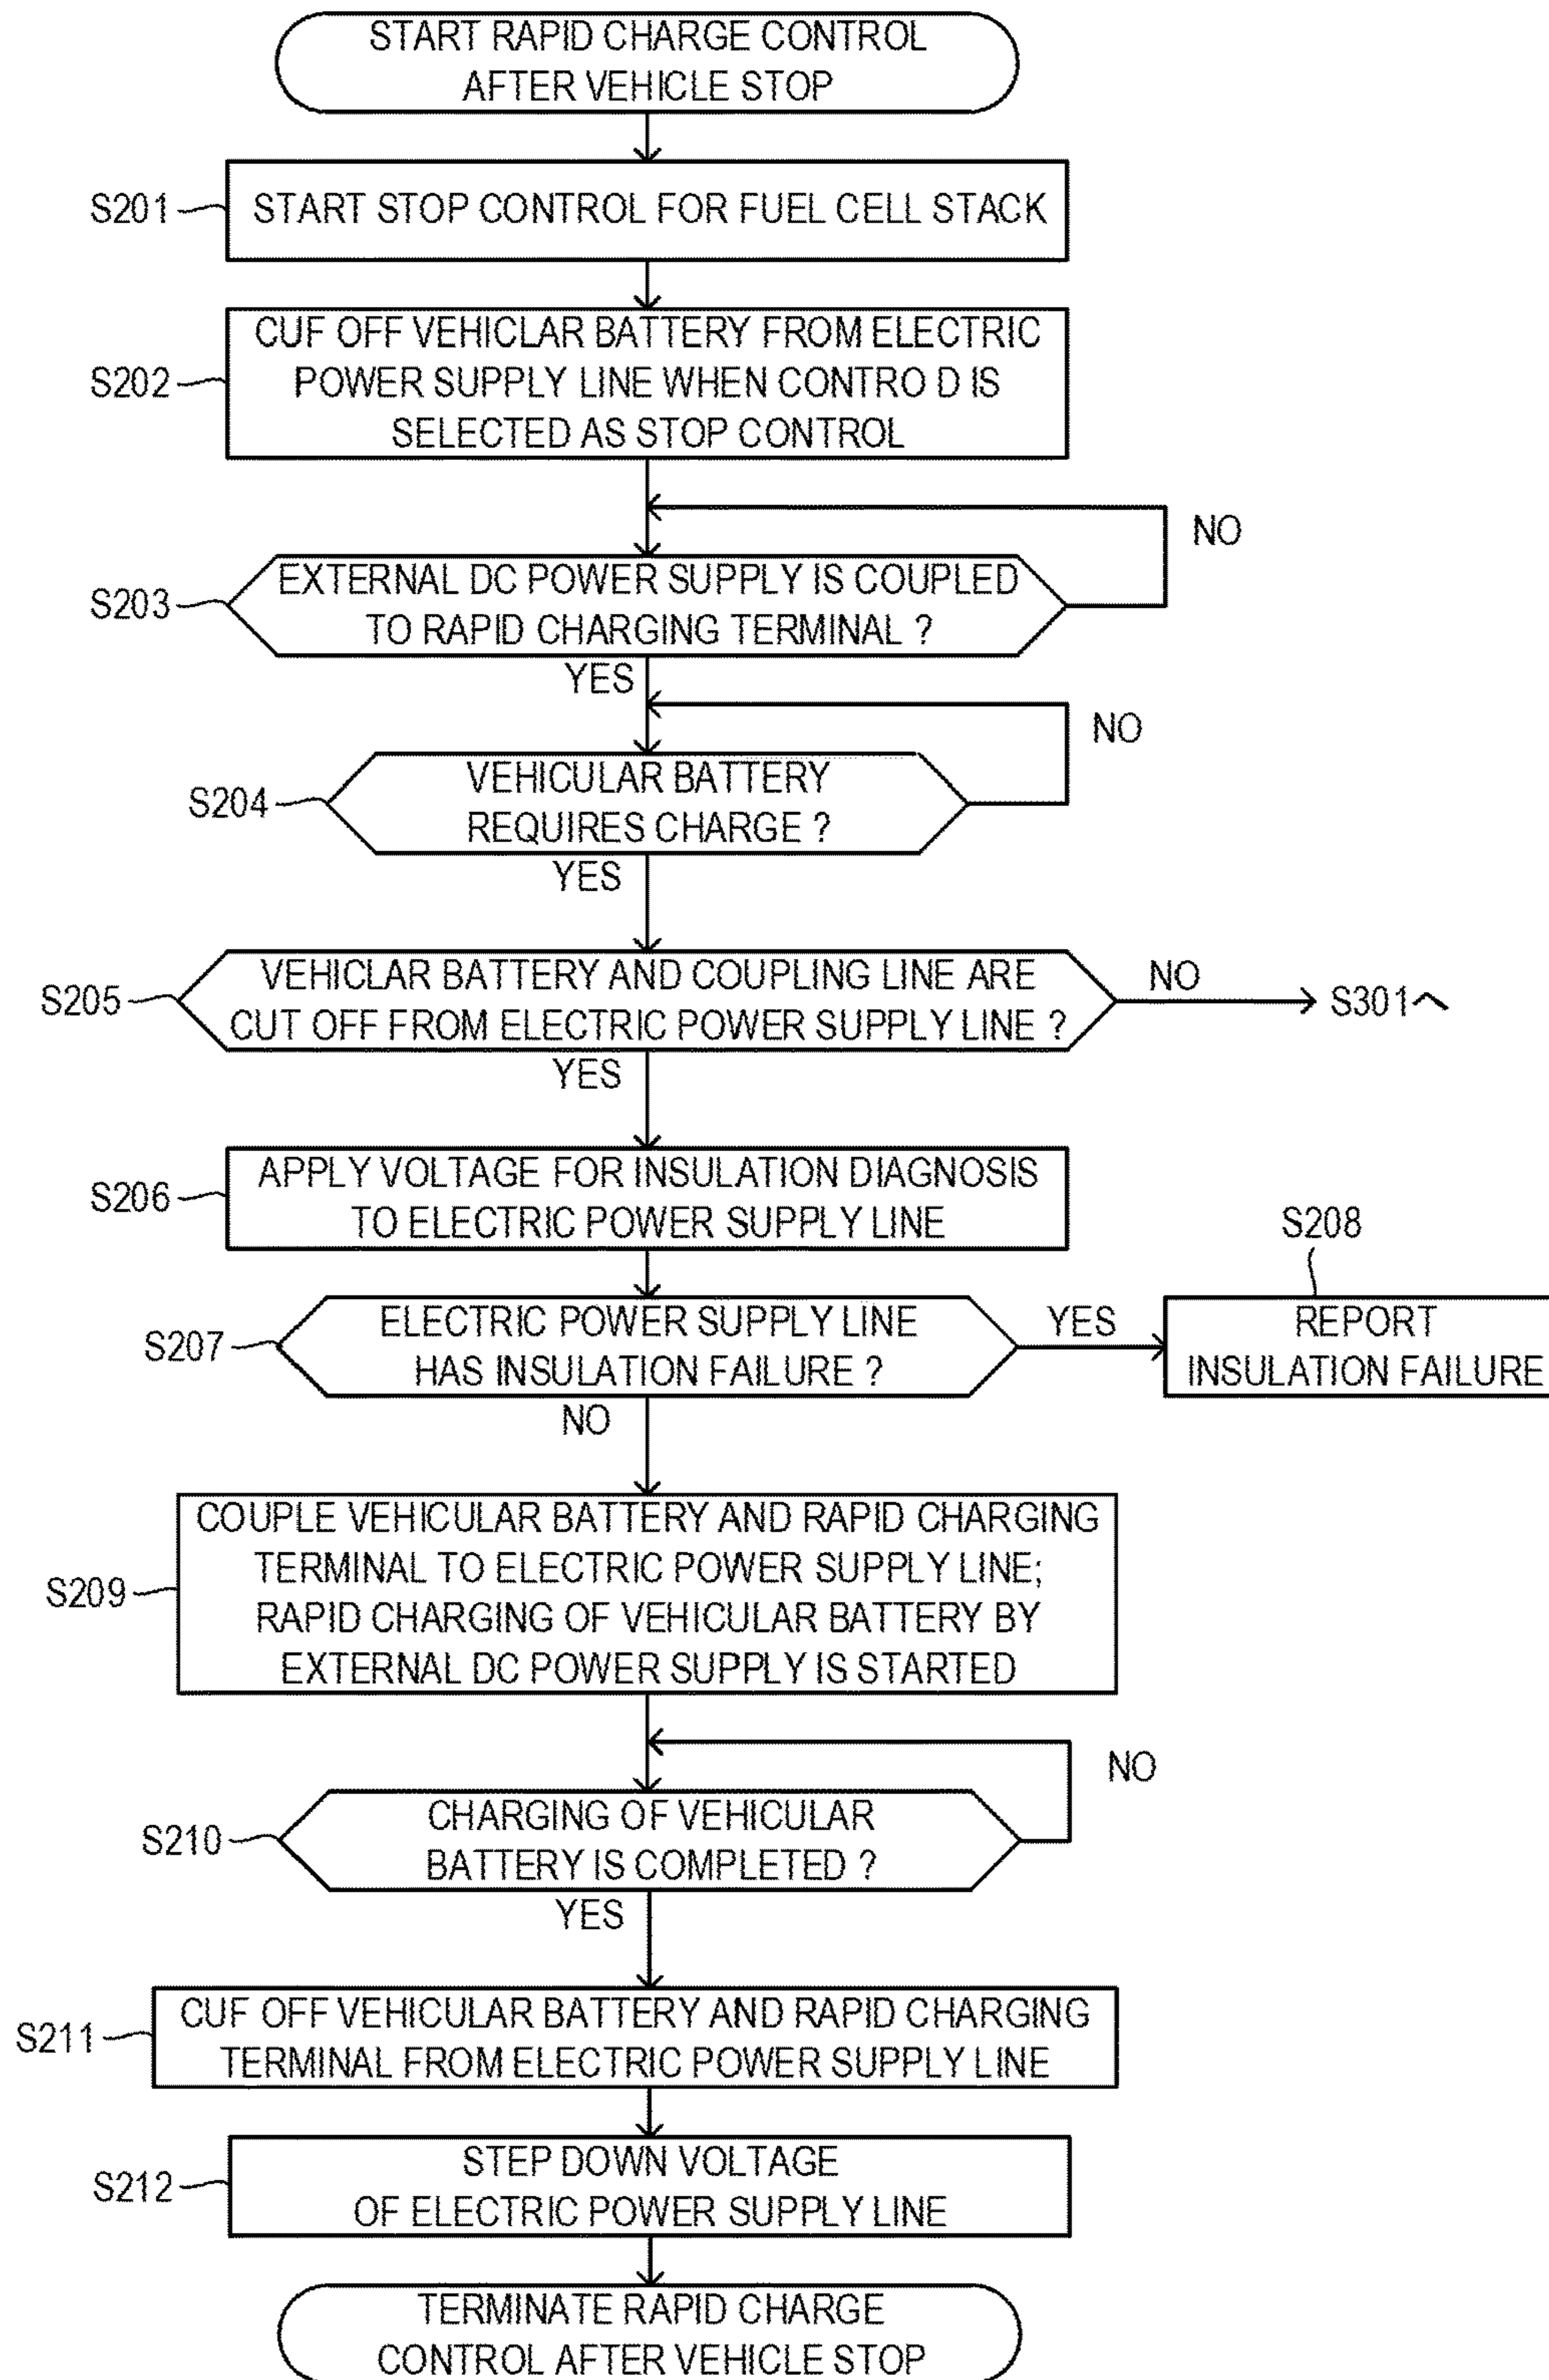 START RAPID CHARGE CONTROL
AFTER VEHICLE STOP
S201
START STOP CONTROL FOR FUEL CELL STACK
S202
CUF OFF VEHICLAR BATTERY FROM ELECTRIC
POWER SUPPLY LINE WHEN CONTRO D IS
SELECTED AS STOP CONTROL
NO
S203
EXTERNAL DC POWER SUPPLY IS COUPLED
TO RAPID CHARGING TERMINAL ?
YES
NO
S204
VEHICULAR BATTERY
REQUIRES CHARGE ?
YES
S205
VEHICLAR BATTERY AND COUPLING LINE ARE
CUT OFF FROM ELECTRIC POWER SUPPLY LINE ?
NO
S301へ
YES
S206
APPLY VOLTAGE FOR INSULATION DIAGNOSIS
TO ELECTRIC POWER SUPPLY LINE
S207
ELECTRIC POWER SUPPLY LINE
HAS INSULATION FAILURE ?
YES
S208
REPORT
INSULATION FAILURE
NO
S209
COUPLE VEHICULAR BATTERY AND RAPID CHARGING
TERMINAL TO ELECTRIC POWER SUPPLY LINE;
RAPID CHARGING OF VEHICULAR BATTERY BY
EXTERNAL DC POWER SUPPLY IS STARTED
NO
S210
CHARGING OF VEHICULAR
BATTERY IS COMPLETED ?
YES
S211
CUF OFF VEHICULAR BATTERY AND RAPID CHARGING
TERMINAL FROM ELECTRIC POWER SUPPLY LINE
S212
STEP DOWN VOLTAGE
OF ELECTRIC POWER SUPPLY LINE
TERMINATE RAPID CHARGE
CONTROL AFTER VEHICLE STOP